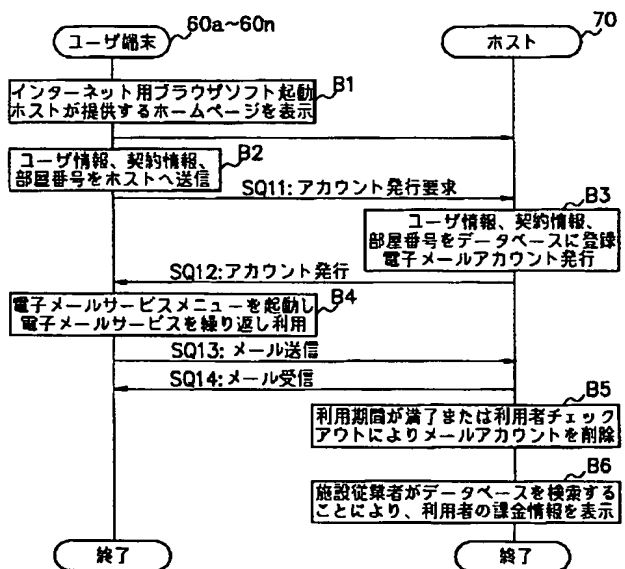 60a~60n
70
ユーザ端末
ホスト
B1
インターネット用ブラウザソフト起動
ホストが提供するホームページを表示
B2
ユーザ情報、契約情報、
部屋番号をホストへ送信
SQ11:アカウント発行要求
B3
ユーザ情報、契約情報、
部屋番号をデータベースに登録
電子メールアカウント発行
SQ12:アカウント発行
B4
電子メールサービスメニューを起動し
電子メールサービスを繰り返し利用
SQ13:メール送信
SQ14:メール受信
B5
利用期間が満了または利用者チェック
アウトによりメールアカウントを削除
B6
施設従業者がデータベースを検索する
ことにより、利用者の課金情報を表示
終了
終了